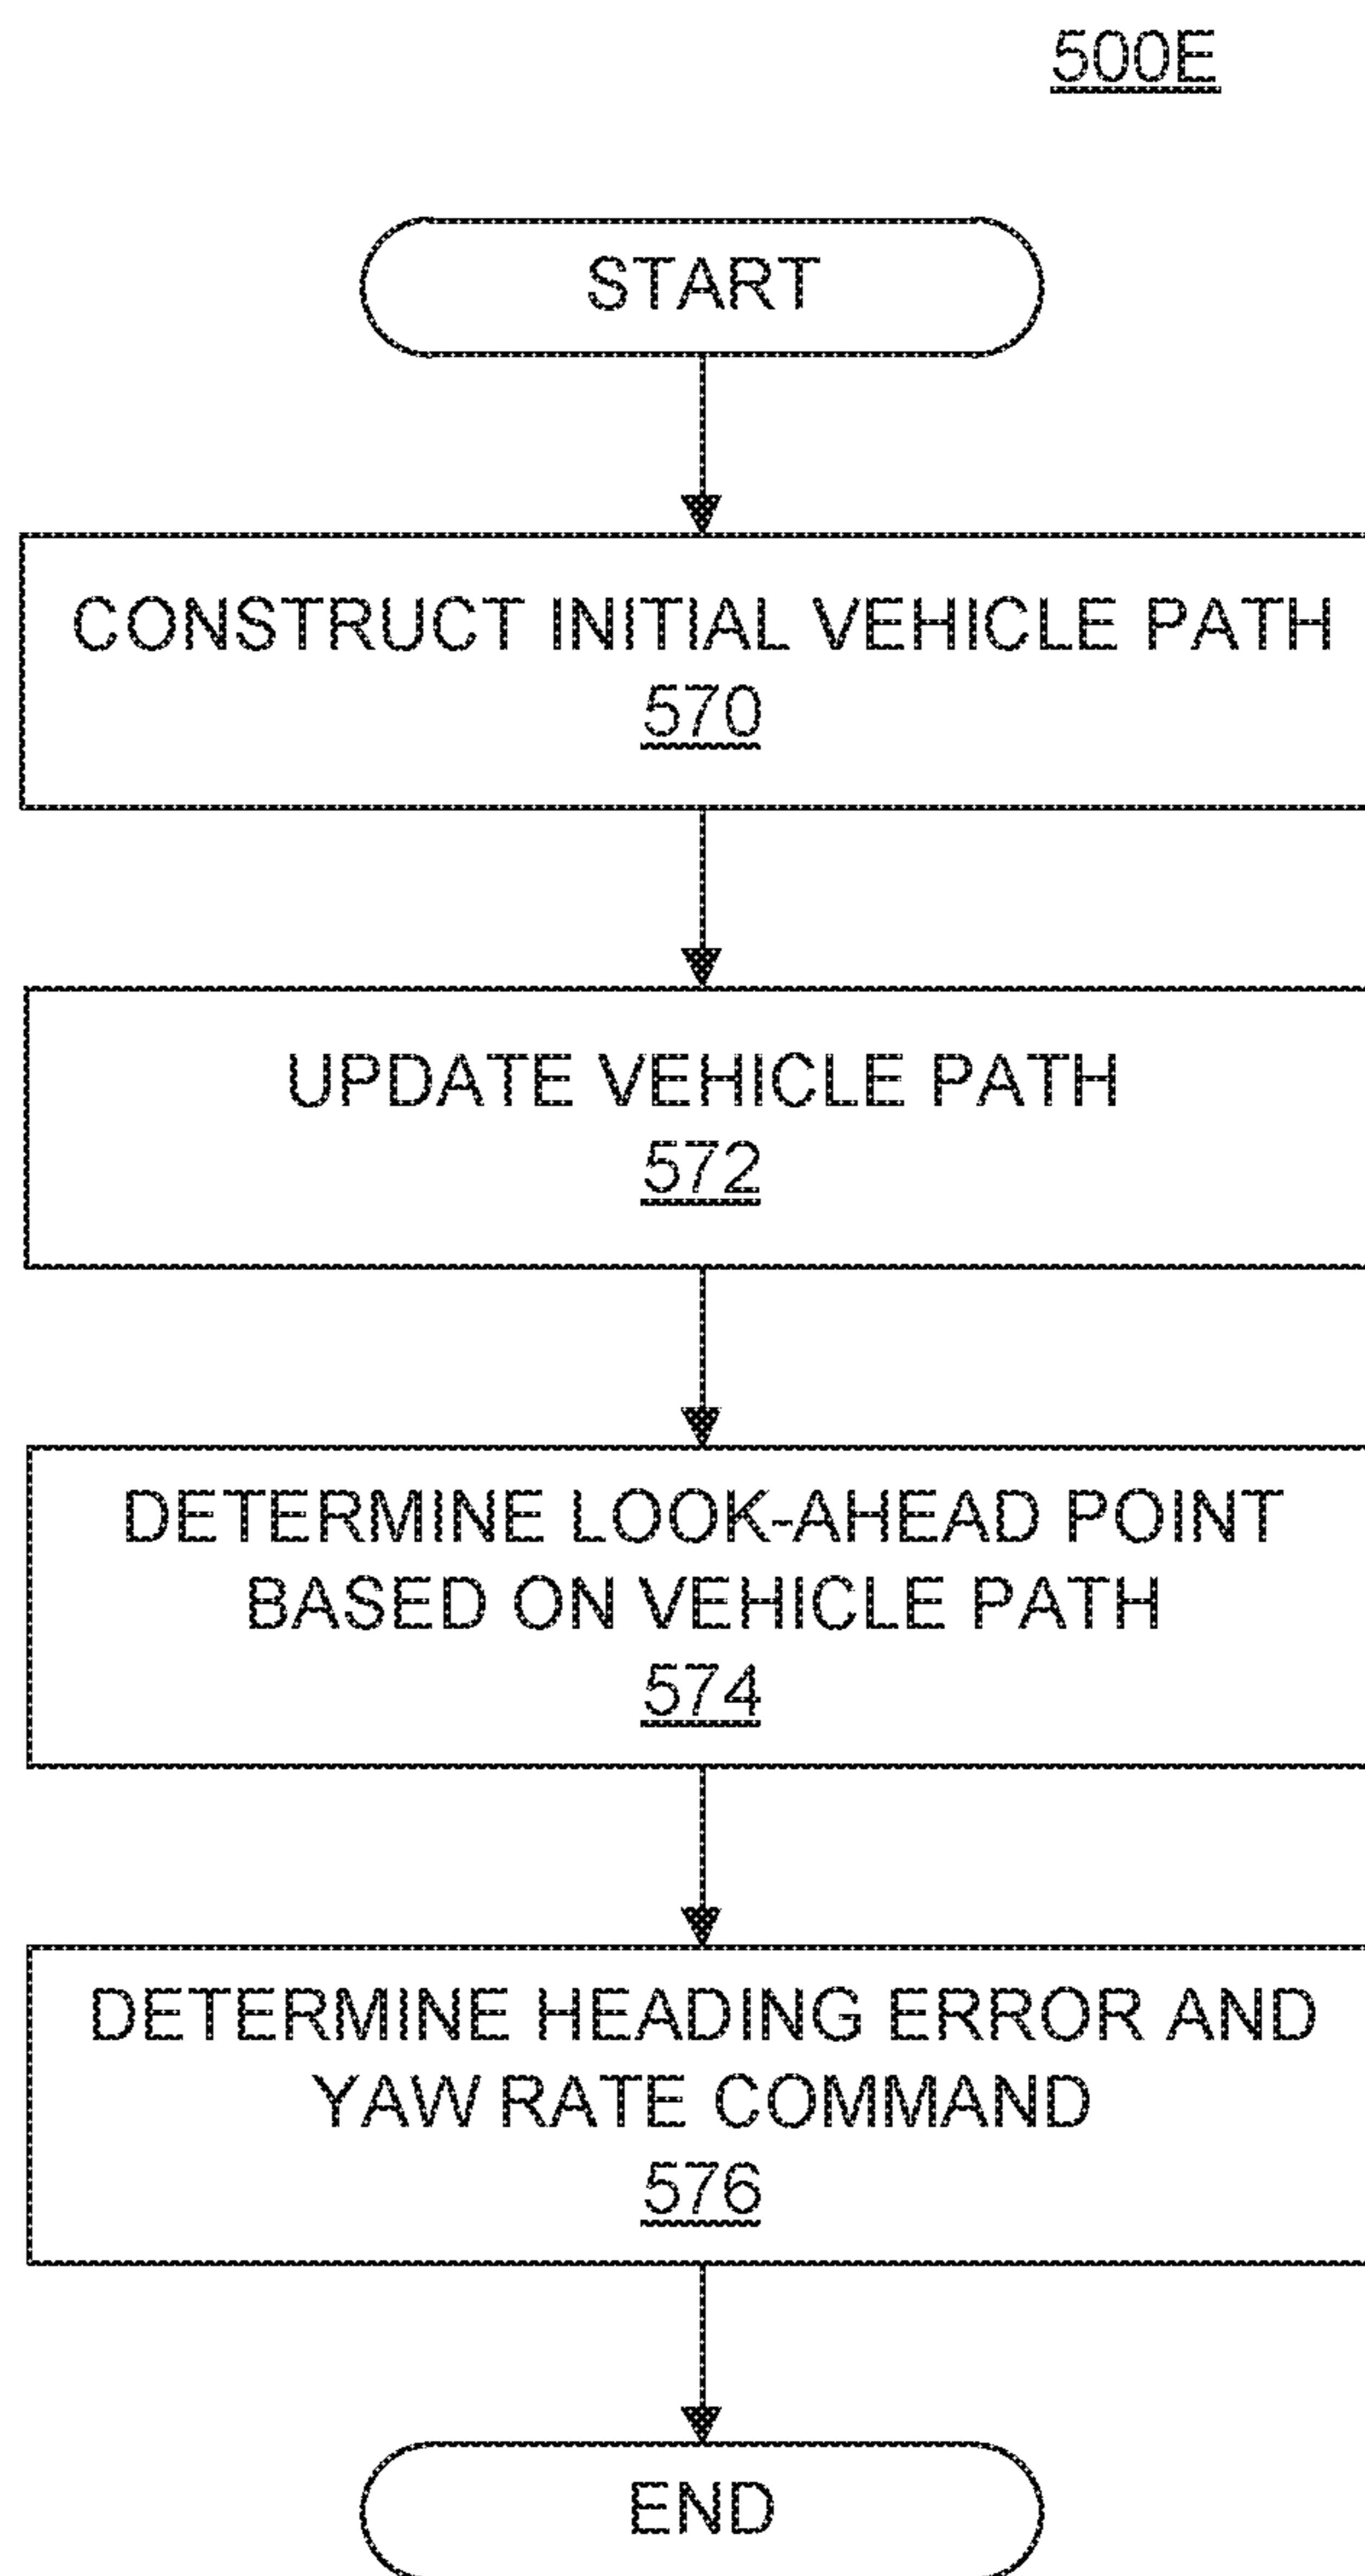 500E
START
CONSTRUCT INITIAL VEHICLE PATH
570
UPDATE VEHICLE PATH
572
DETERMINE LOOK-AHEAD POINT
BASED ON VEHICLE PATH
574
DETERMINE HEADING ERROR AND
YAW RATE COMMAND
576
END